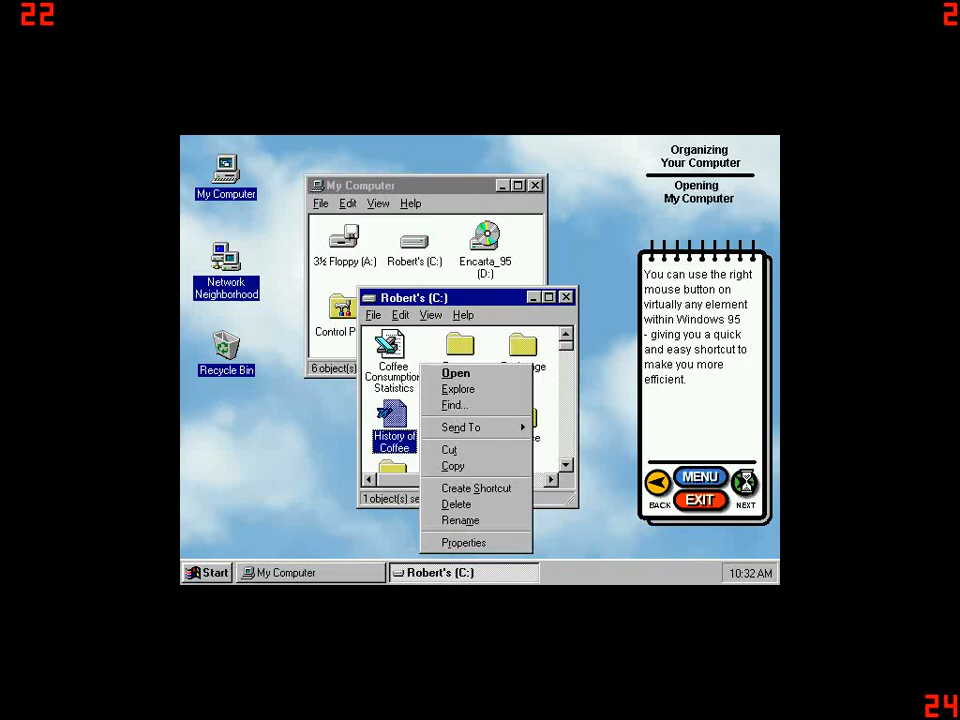 22
2
Organizing
Your Computer
Opening
My Computer
My Computer
Network
Neighborhood
Recycle Bin
My Computer
File Edit View Help
3½ Floppy (A:)
Robert's (C:)
Encarta_95
(D:)
Control P
6 object(s)
Robert's (C:)
File Edit View Help
Coffee
Consumption
Statistics
History of
Coffee
1 object(s) se
Open
Explore
Find...
Send To
Cut
Copy
Create Shortcut
Delete
Rename
Properties
You can use the right
mouse button on
virtually any element
within Windows 95
- giving you a quick
and easy shortcut to
make you more
efficient.
MENU
EXIT
BACK
NEXT
Start
My Computer
Robert's (C:)
10:32 AM
24